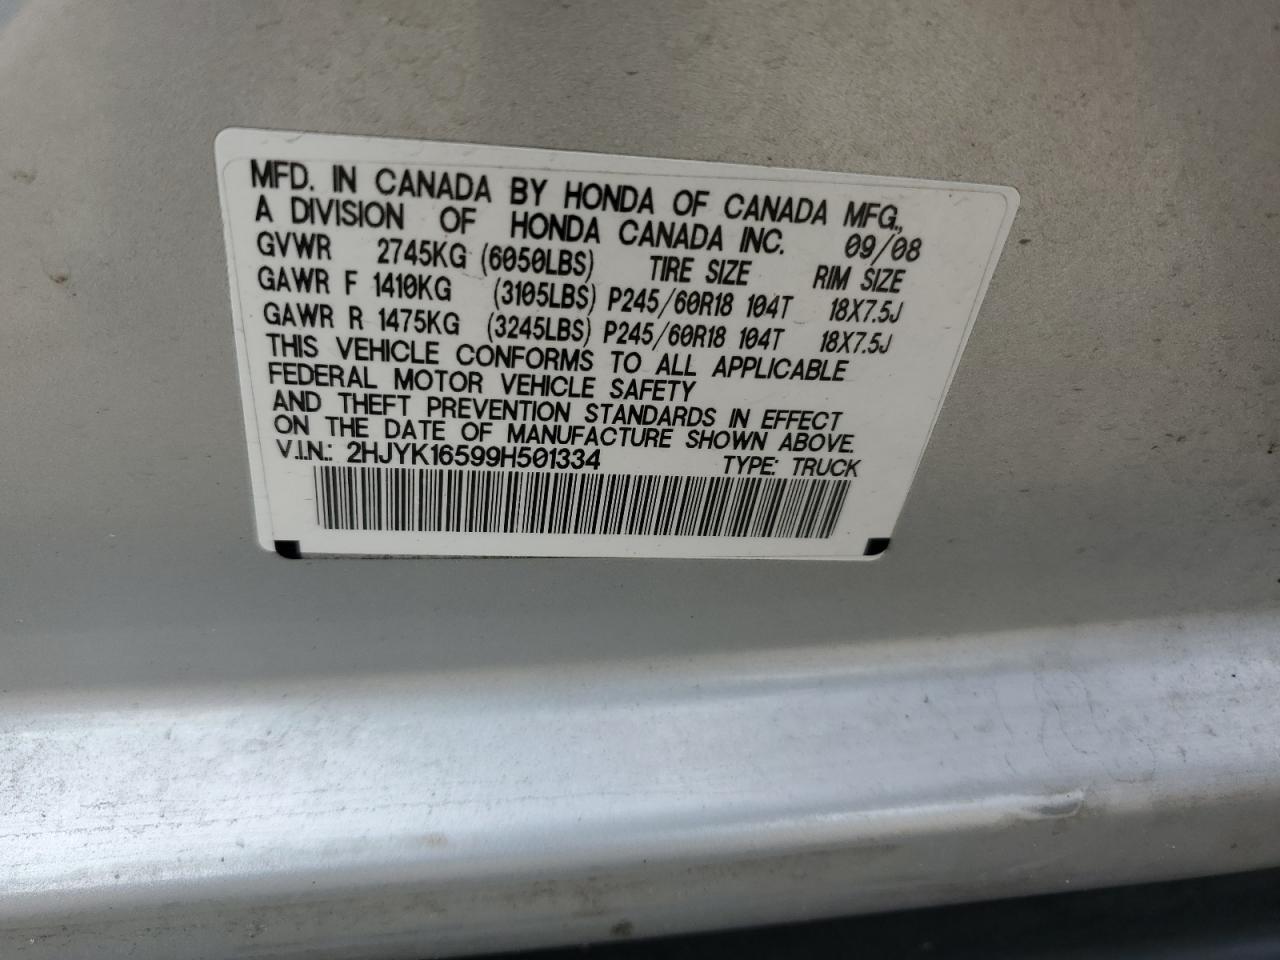 MFD. IN CANADA BY HONDA OF CANADA MFG.,
A DIVISION OF HONDA CANADA INC. 09/08
GVWR 2745KG (6050LBS) TIRE SIZE RIM SIZE
GAWR F 1410KG (3105LBS) P245/60R18 104T 18X7.5J
GAWR R 1475KG (3245LBS) P245/60R18 104T 18X7.5J
THIS VEHICLE CONFORMS TO ALL APPLICABLE
FEDERAL MOTOR VEHICLE SAFETY
AND THEFT PREVENTION STANDARDS IN EFFECT
ON THE DATE OF MANUFACTURE SHOWN ABOVE.
V.I.N.: 2HJYK16599H501334 TYPE: TRUCK